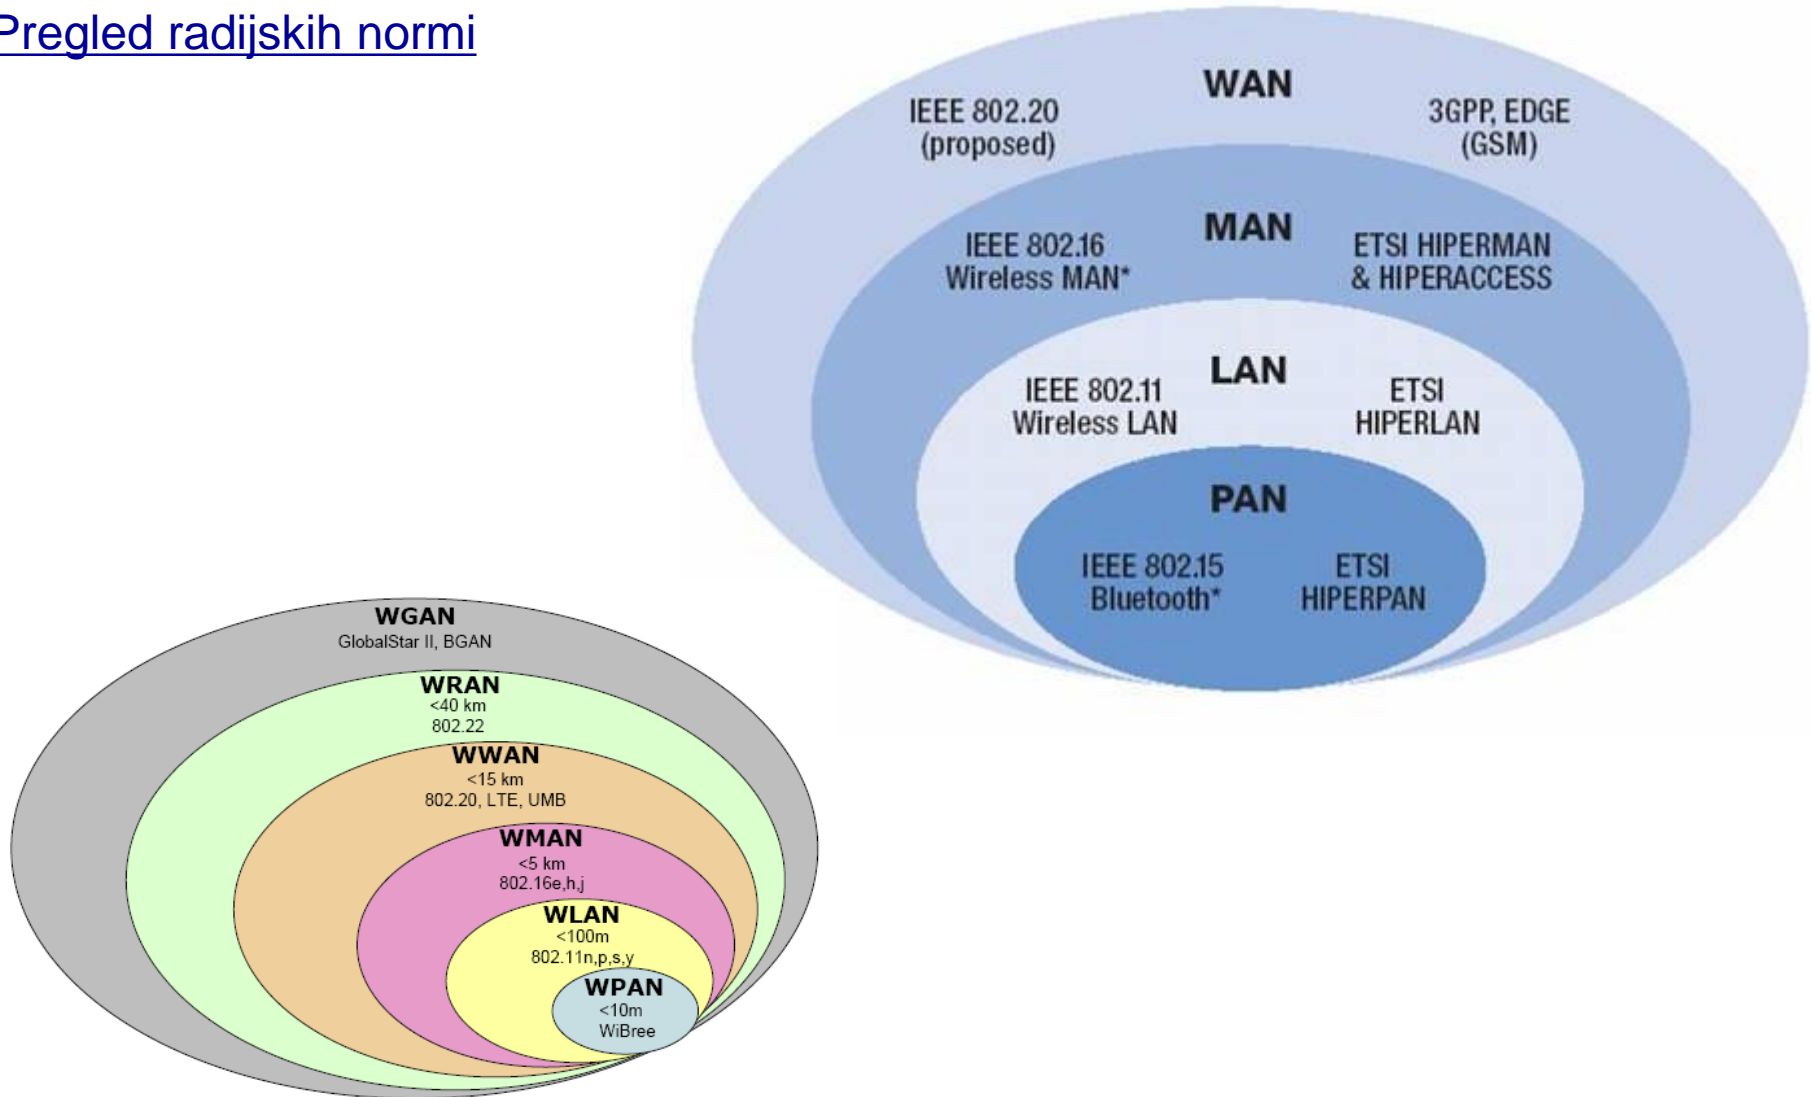 Pregled radijskih normi
WAN
IEEE 802.20
(proposed)
3GPP, EDGE
(GSM)
MAN
IEEE 802.16
Wireless MAN*
ETSI HIPERMAN
& HIPERACCESS
LAN
IEEE 802.11
Wireless LAN
ETSI
HIPERLAN
PAN
IEEE 802.15
Bluetooth*
ETSI
HIPERPAN
WGAN
GlobalStar II, BGAN
WRAN
<40 km
802.22
WWAN
<15 km
802.20, LTE, UMB
WMAN
<5 km
802.16e,h,j
WLAN
<100m
802.11n,p,s,y
WPAN
<10m
WiBree